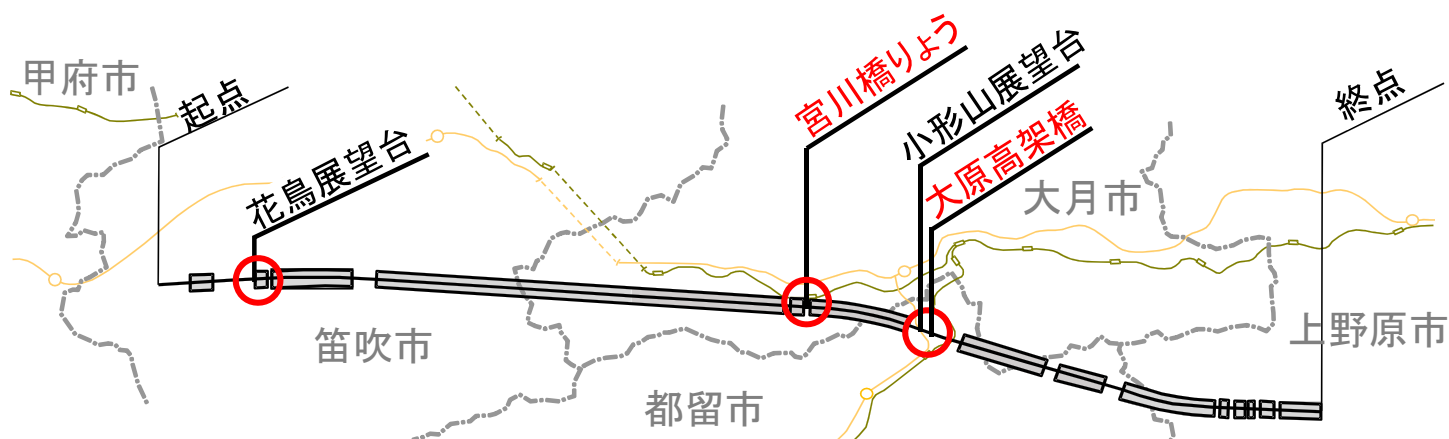 甲府市
起点
花鳥展望台
宮川橋りょう
小形山展望台
大原高架橋
終点
大月市
笛吹市
都留市
上野原市